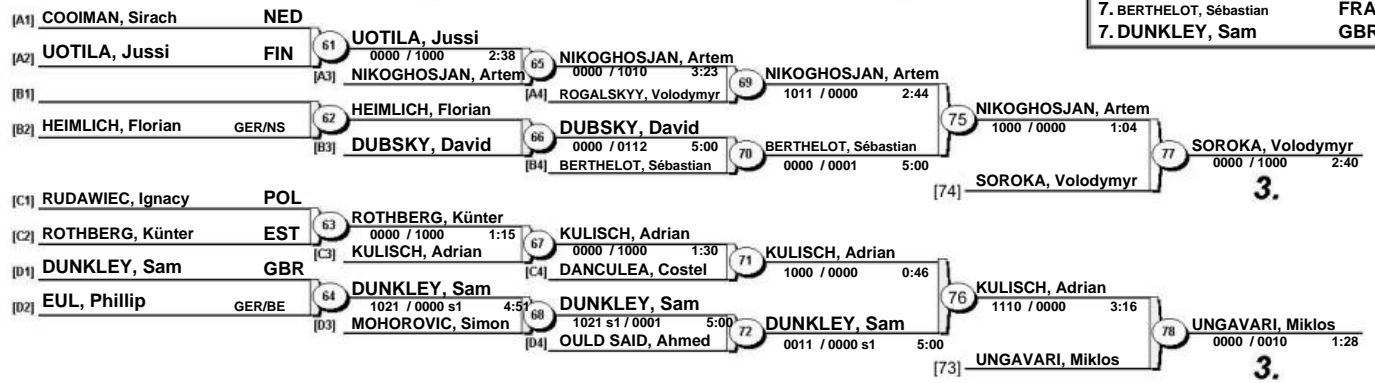 7. BERTHELOT, Sébastian FRA
7. DUNKLEY, Sam GBR
[A1] COOIMAN, Sirach NED
[A2] UOTILA, Jussi FIN
61
UOTILA, Jussi
0000 / 1000 2:38
[A3] NIKOGHOSJAN, Artem
65
NIKOGHOSJAN, Artem
0000 / 1010 3:23
[A4] ROGALSKYY, Volodymyr
69
NIKOGHOSJAN, Artem
1011 / 0000 2:44
[B1]
[B2] HEIMLICH, Florian GER/NS
62
HEIMLICH, Florian
[B3] DUBSKY, David
66
DUBSKY, David
0000 / 0112 5:00
[B4] BERTHELOT, Sébastian
70
BERTHELOT, Sébastian
0000 / 0001 5:00
75
NIKOGHOSJAN, Artem
1000 / 0000 1:04
[74] SOROKA, Volodymyr
77
SOROKA, Volodymyr
0000 / 1000 2:40
3.
[C1] RUDAWIEC, Ignacy POL
[C2] ROTHBERG, Künter EST
63
ROTHBERG, Künter
0000 / 1000 1:15
[C3] KULISCH, Adrian
67
KULISCH, Adrian
0000 / 1000 1:30
[C4] DANCULEA, Costel
71
KULISCH, Adrian
1000 / 0000 0:46
[D1] DUNKLEY, Sam GBR
[D2] EUL, Phillip GER/BE
64
DUNKLEY, Sam
1021 / 0000 s1 4:51
[D3] MOHOROVIC, Simon
68
DUNKLEY, Sam
1021 s1 / 0001 5:00
[D4] OULD SAID, Ahmed
72
DUNKLEY, Sam
0011 / 0000 s1 5:00
76
KULISCH, Adrian
1110 / 0000 3:16
[73] UNGAVARI, Miklos
78
UNGAVARI, Miklos
0000 / 0010 1:28
3.